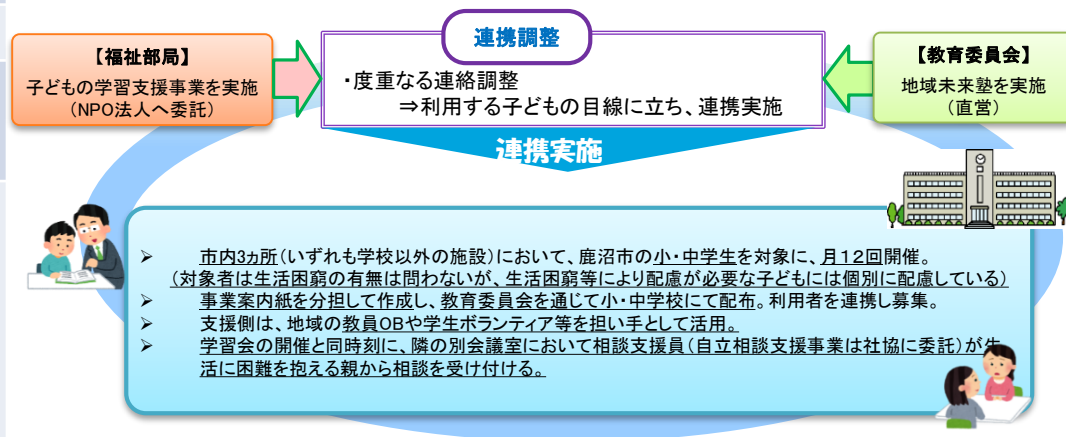 連携調整
【福祉部局】
子どもの学習支援事業を実施
(NPO法人へ委託)
・度重なる連絡調整
⇒利用する子どもの目線に立ち、連携実施
【教育委員会】
地域未来塾を実施
(直営)
連携実施
➢ 市内3ヵ所(いずれも学校以外の施設)において、鹿沼市の小・中学生を対象に、月12回開催。
(対象者は生活困窮の有無は問わないが、生活困窮等により配慮が必要な子どもには個別に配慮している)
➢ 事業案内紙を分担して作成し、教育委員会を通じて小・中学校にて配布。利用者を連携し募集。
➢ 支援側は、地域の教員OBや学生ボランティア等を担い手として活用。
➢ 学習会の開催と同時刻に、隣の別会議室において相談支援員(自立相談支援事業は社協に委託)が生
活に困難を抱える親から相談を受け付ける。